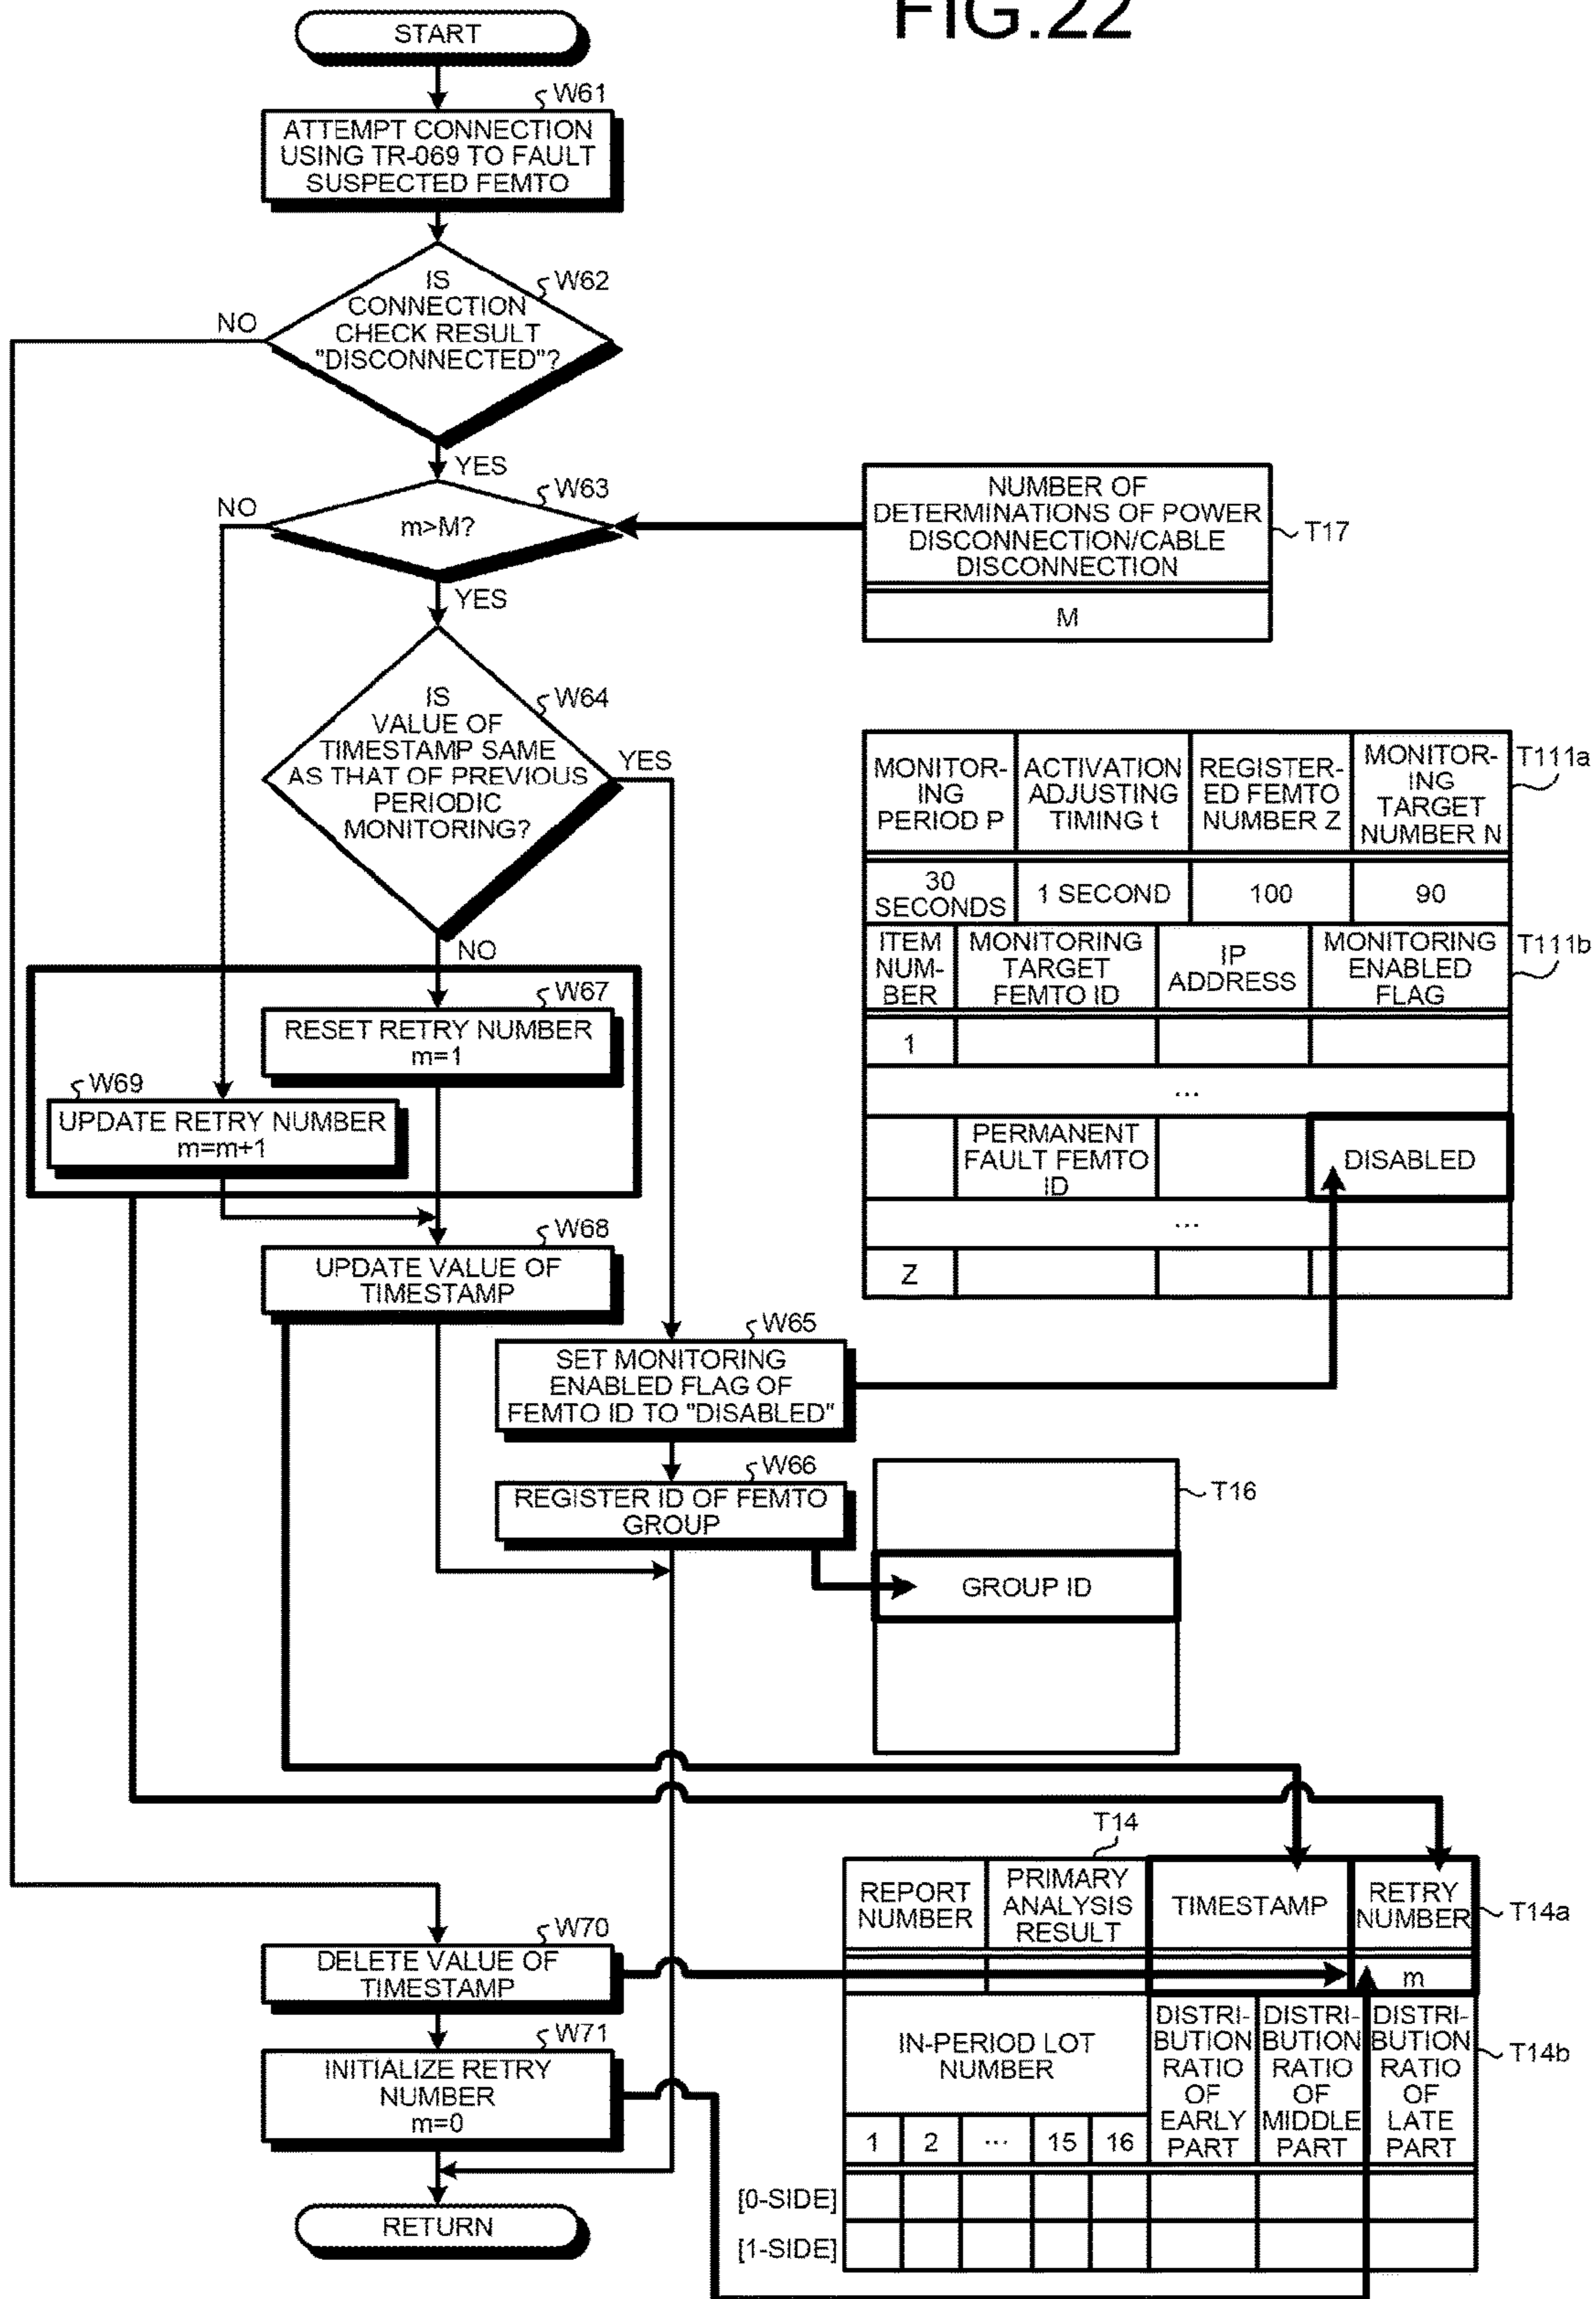 FIG.22
START
W61
ATTEMPT CONNECTION
USING TR-069 TO FAULT
SUSPECTED FEMTO
W62
IS
CONNECTION
CHECK RESULT
"DISCONNECTED"?
NO
YES
W63
m>M?
NO
YES
NUMBER OF
DETERMINATIONS OF POWER
DISCONNECTION/CABLE
DISCONNECTION
M
T17
W64
IS
VALUE OF
TIMESTAMP SAME
AS THAT OF PREVIOUS
PERIODIC
MONITORING?
YES
NO
MONITOR-
ING
PERIOD P
ACTIVATION
ADJUSTING
TIMING t
REGISTER-
ED FEMTO
NUMBER Z
MONITOR-
ING
TARGET
NUMBER N
T111a
30
SECONDS
1 SECOND
100
90
ITEM
NUM-
BER
MONITORING
TARGET
FEMTO ID
IP
ADDRESS
MONITORING
ENABLED
FLAG
T111b
1
...
PERMANENT
FAULT FEMTO
ID
DISABLED
...
Z
W67
RESET RETRY NUMBER
m=1
W69
UPDATE RETRY NUMBER
m=m+1
W68
UPDATE VALUE OF
TIMESTAMP
W65
SET MONITORING
ENABLED FLAG OF
FEMTO ID TO "DISABLED"
W66
REGISTER ID OF FEMTO
GROUP
T16
GROUP ID
T14
REPORT
NUMBER
PRIMARY
ANALYSIS
RESULT
TIMESTAMP
RETRY
NUMBER
T14a
m
W70
DELETE VALUE OF
TIMESTAMP
W71
INITIALIZE RETRY
NUMBER
m=0
IN-PERIOD LOT
NUMBER
DISTRI-
BUTION
RATIO
OF
EARLY
PART
DISTRI-
BUTION
RATIO
OF
MIDDLE
PART
DISTRI-
BUTION
RATIO
OF
LATE
PART
T14b
1 2 ... 15 16
[0-SIDE]
[1-SIDE]
RETURN